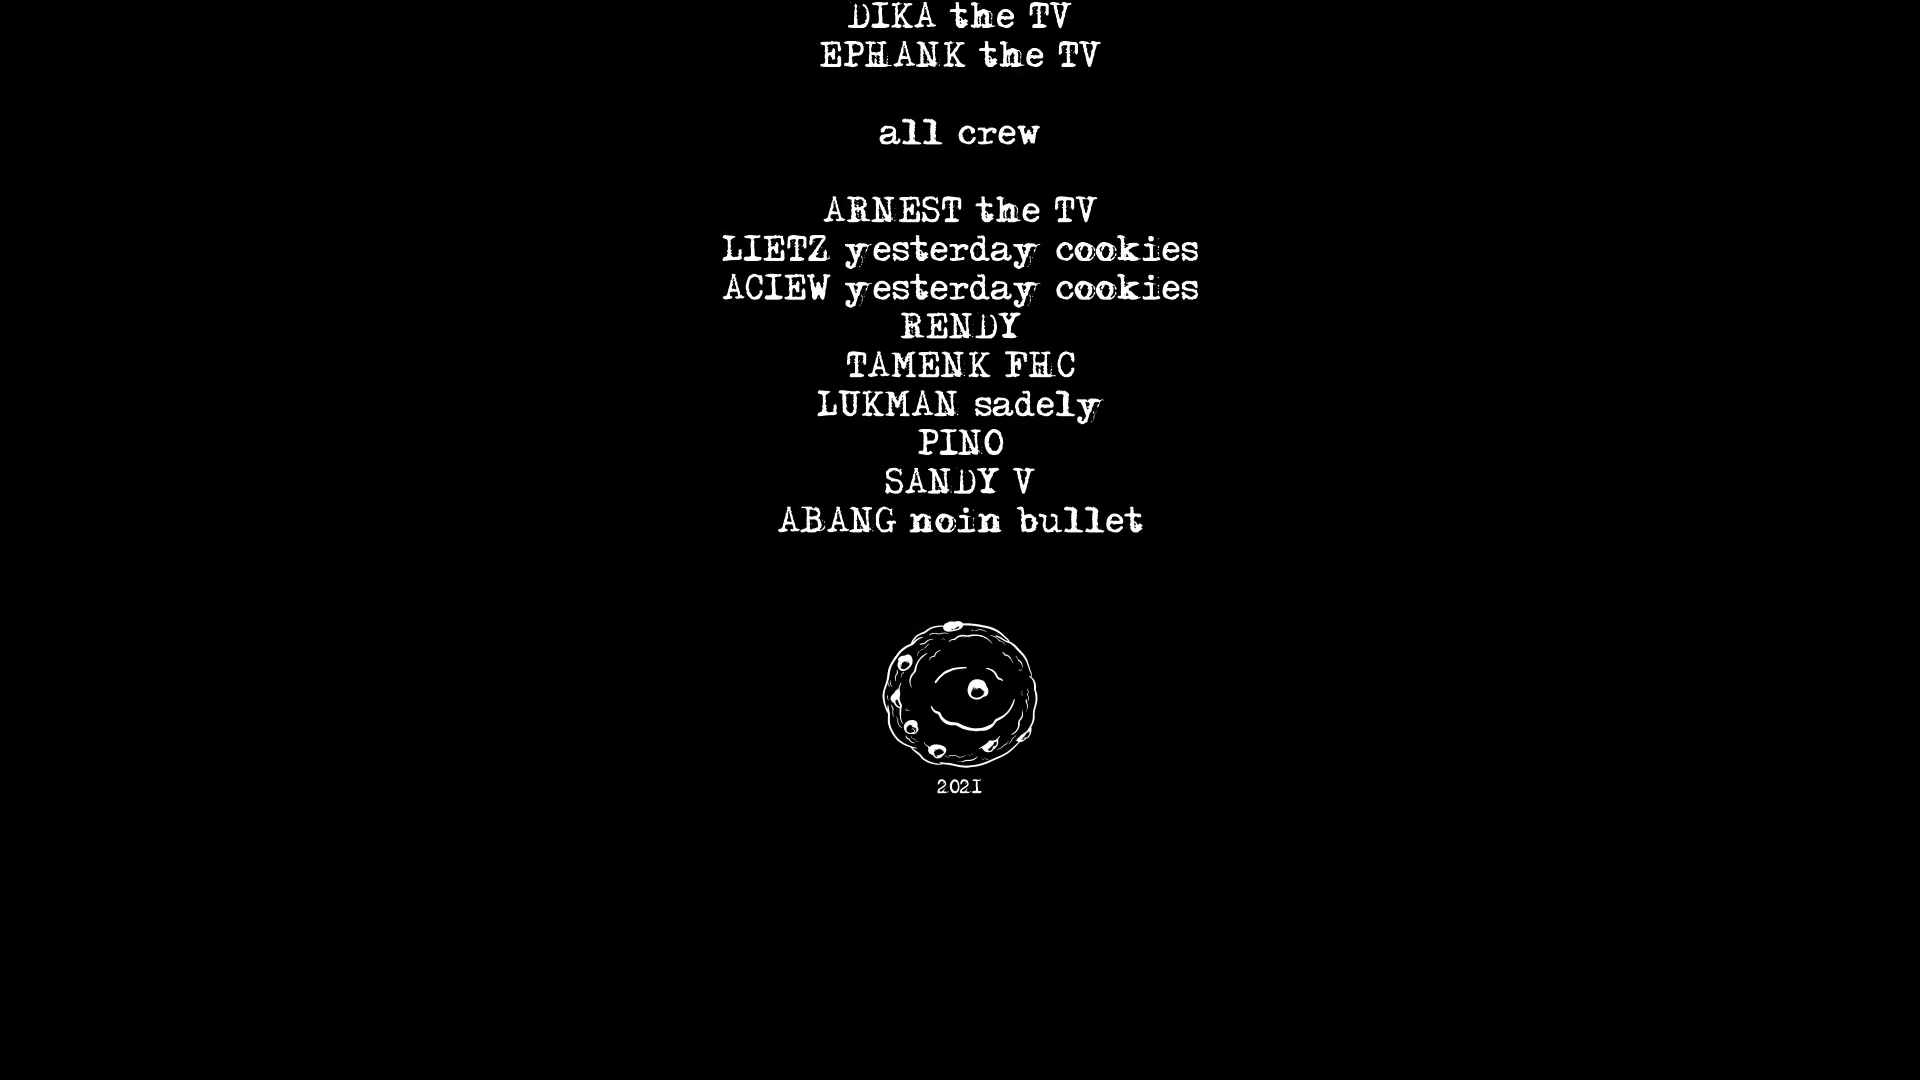 DIKA the TV
EPHANK the TV
all crew
ARNEST the TV
LIETZ yesterday cookies
ACIEW yesterday cookies
RENDY
TAMENK FHC
LUKMAN sadely
PINO
SANDY V
ABANG noin bullet
2021